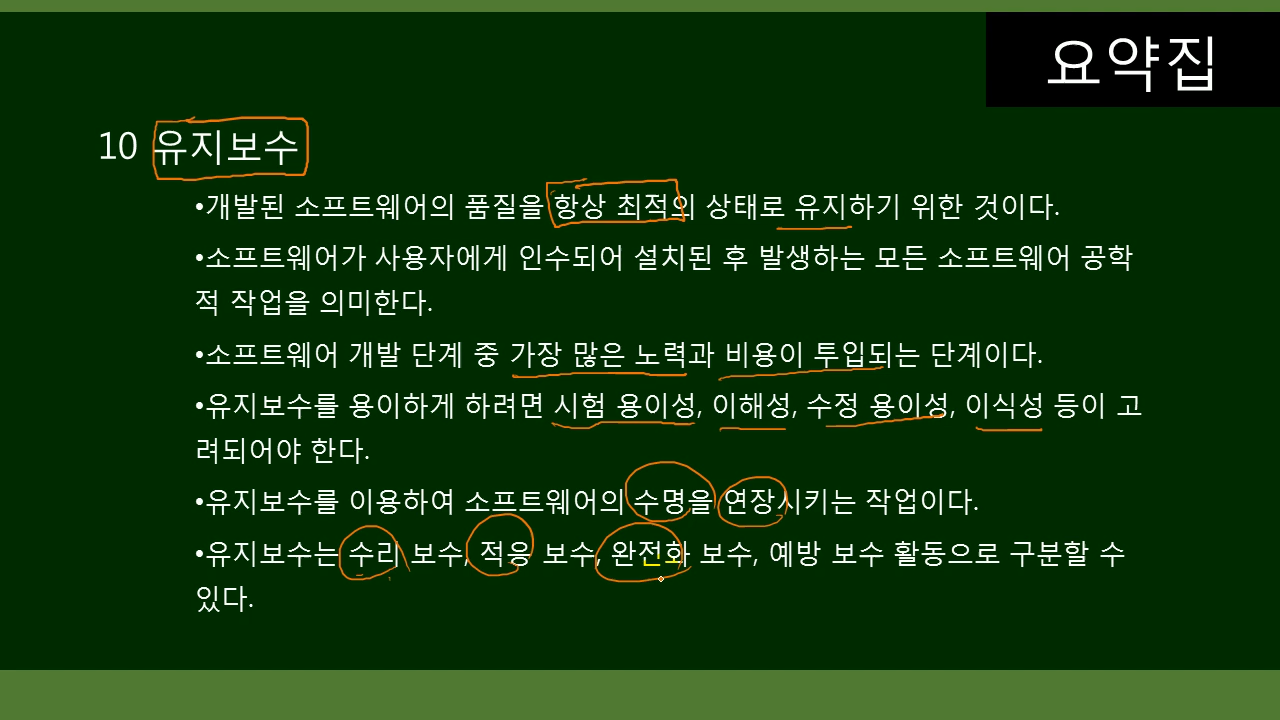 요약집
10 유지보수
•개발된 소프트웨어의 품질을 항상 최적의 상태로 유지하기 위한 것이다.
•소프트웨어가 사용자에게 인수되어 설치된 후 발생하는 모든 소프트웨어 공학
적 작업을 의미한다.
•소프트웨어 개발 단계 중 가장 많은 노력과 비용이 투입되는 단계이다.
•유지보수를 용이하게 하려면 시험 용이성, 이해성, 수정 용이성, 이식성 등이 고
려되어야 한다.
•유지보수를 이용하여 소프트웨어의 수명을 연장시키는 작업이다.
•유지보수는 수리 보수, 적응 보수, 완전화 보수, 예방 보수 활동으로 구분할 수
있다.